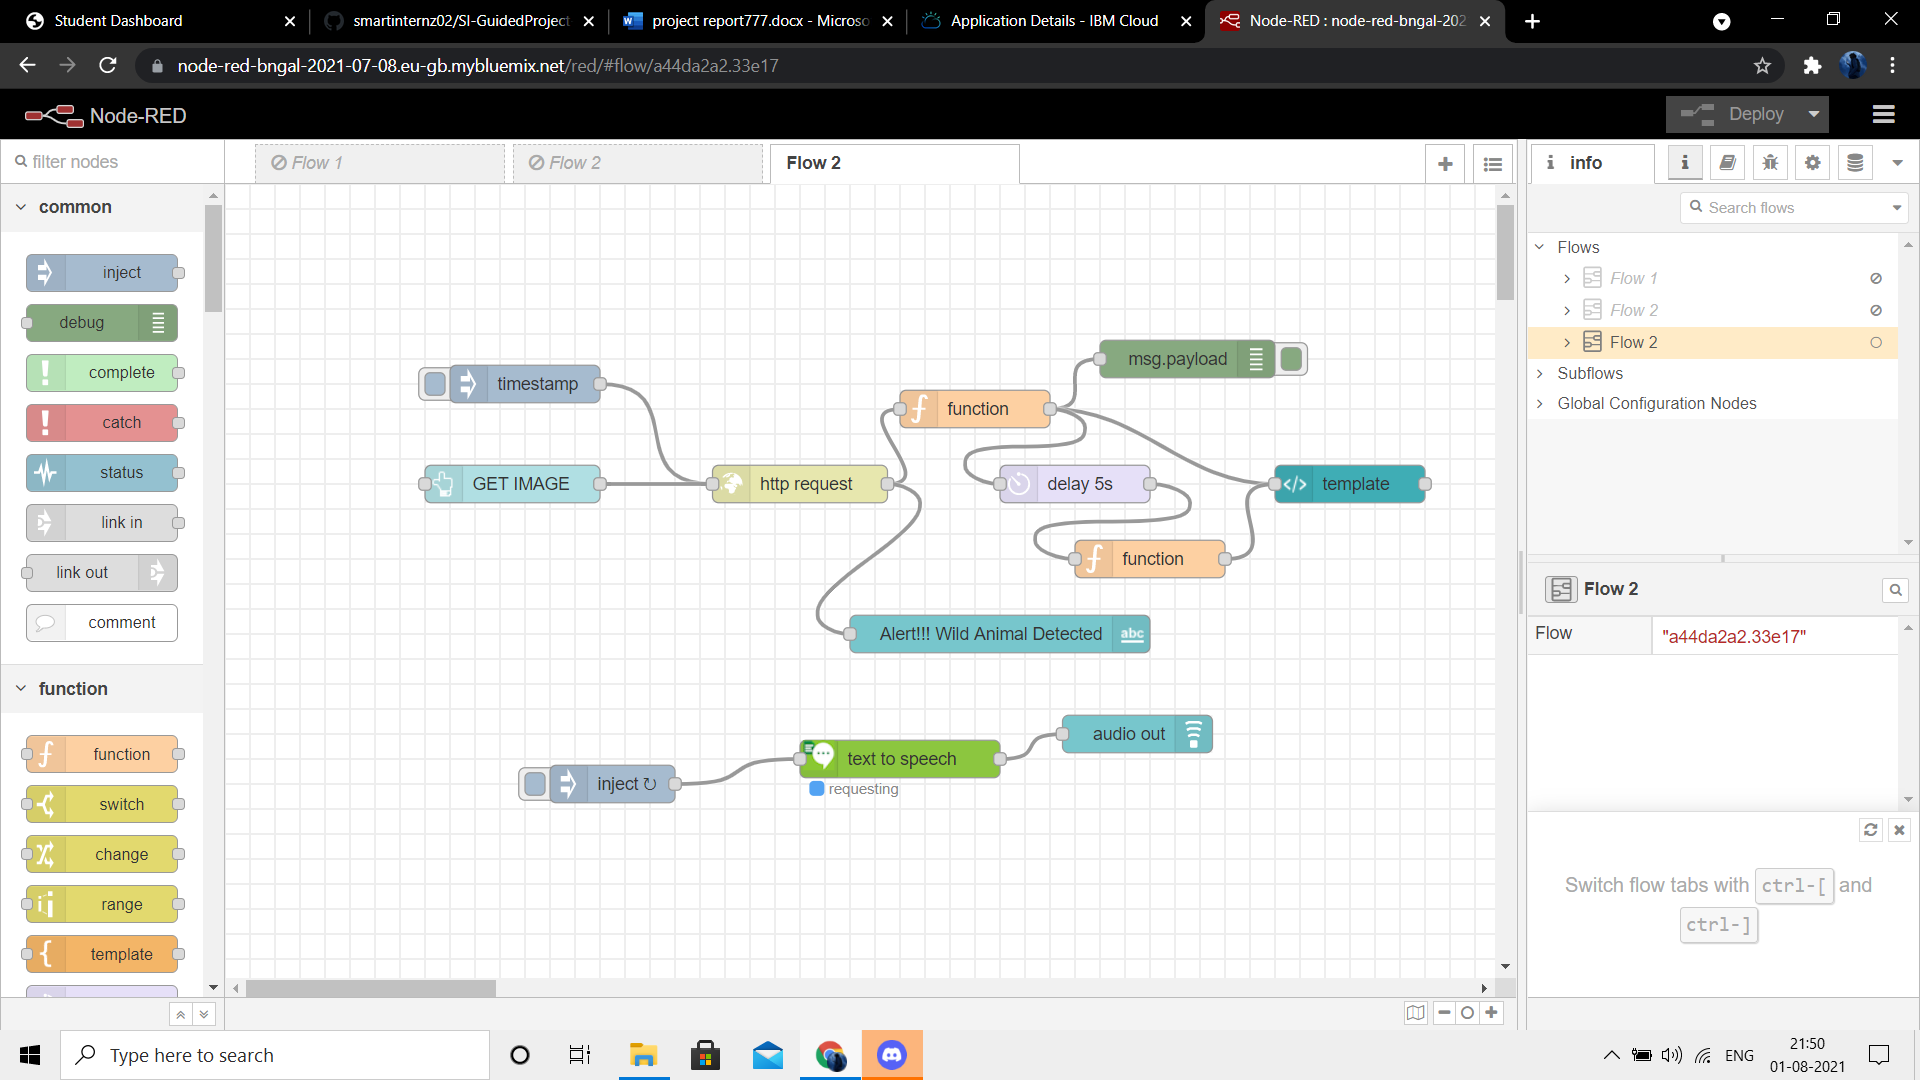 Student Dashboard
smartinternz02/SI-GuidedProject
project report777.docx - Microso
Application Details - IBM Cloud
Node-RED : node-red-bngal-202
node-red-bngal-2021-07-08.eu-gb.mybluemix.net/red/#flow/a44da2a2.33e17
Node-RED
Deploy
filter nodes
Flow 1
Flow 2
Flow 2
i info
i
common
Search flows
inject
debug
complete
catch
status
link in
link out
comment
function
function
switch
change
range
template
timestamp
GET IMAGE
http request
function
msg.payload
delay 5s
template
function
Alert!!! Wild Animal Detected abc
inject ↻
text to speech
requesting
audio out
Flows
Flow 1
Flow 2
Flow 2
Subflows
Global Configuration Nodes
Flow 2
Flow "a44da2a2.33e17"
Switch flow tabs with ctrl-[ and
ctrl-]
Type here to search
ENG
21:50
01-08-2021